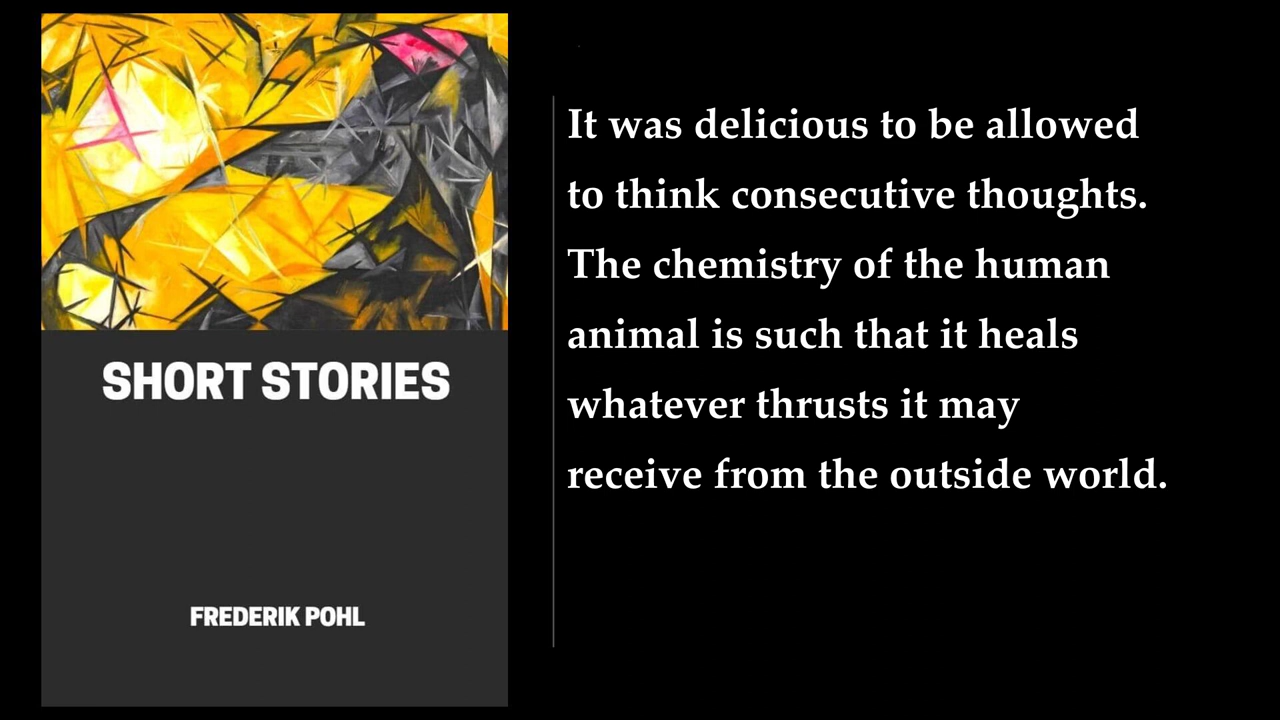 SHORT STORIES
FREDERIK POHL
It was delicious to be allowed
to think consecutive thoughts.
The chemistry of the human
animal is such that it heals
whatever thrusts it may
receive from the outside world.